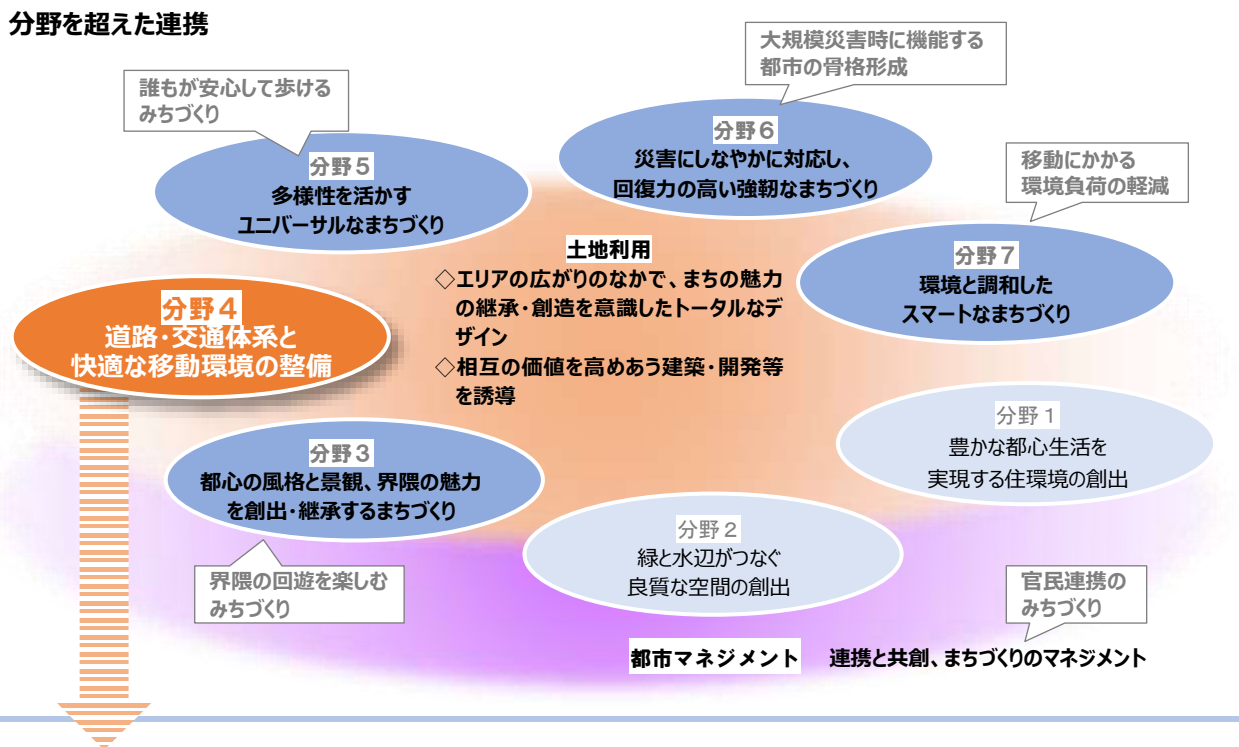 分野を超えた連携
大規模災害時に機能する
都市の骨格形成
誰もが安心して歩ける
みちづくり
分野６
災害にしなやかに対応し、
回復力の高い強靭なまちづくり
分野５
多様性を活かす
ユニバーサルなまちづくり
移動にかかる
環境負荷の軽減
分野７
環境と調和した
スマートなまちづくり
土地利用
◇エリアの広がりのなかで、まちの魅力
の継承・創造を意識したトータルなデ
ザイン
◇相互の価値を高めあう建築・開発等
を誘導
分野４
道路・交通体系と
快適な移動環境の整備
分野１
豊かな都心生活を
実現する住環境の創出
分野３
都心の風格と景観、界隈の魅力
を創出・継承するまちづくり
分野２
緑と水辺がつなぐ
良質な空間の創出
界隈の回遊を楽しむ
みちづくり
官民連携の
みちづくり
都市マネジメント 連携と共創、まちづくりのマネジメント